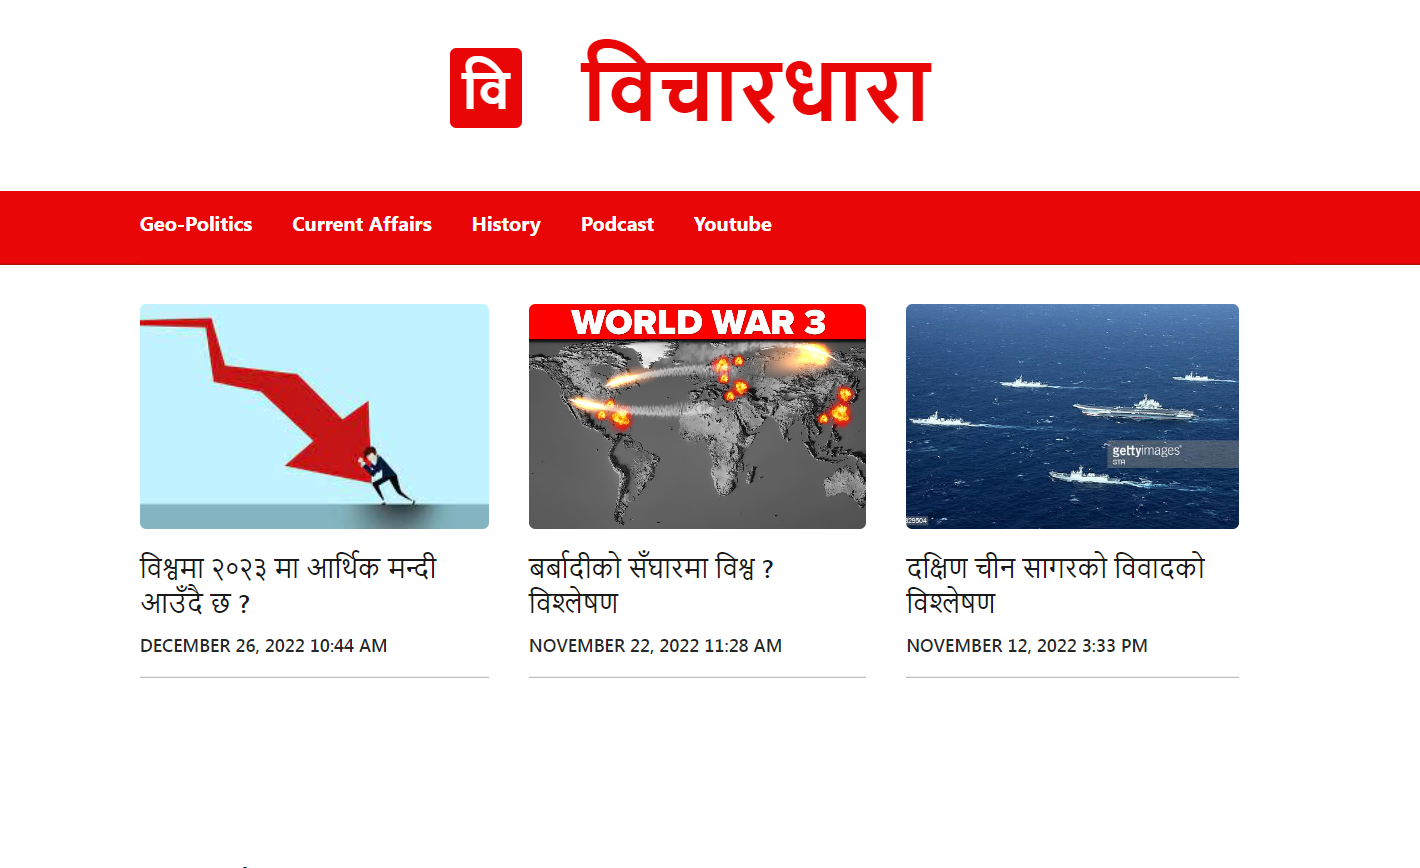 वि विचारधारा
Geo-Politics Current Affairs History Podcast Youtube
WORLD WAR 3
gettyimages®
STR
829504
विश्वमा २०२३ मा आर्थिक मन्दी
आउँदै छ ?
DECEMBER 26, 2022 10:44 AM
बर्बादीको सँघारमा विश्व ?
विश्लेषण
NOVEMBER 22, 2022 11:28 AM
दक्षिण चीन सागरको विवादको
विश्लेषण
NOVEMBER 12, 2022 3:33 PM